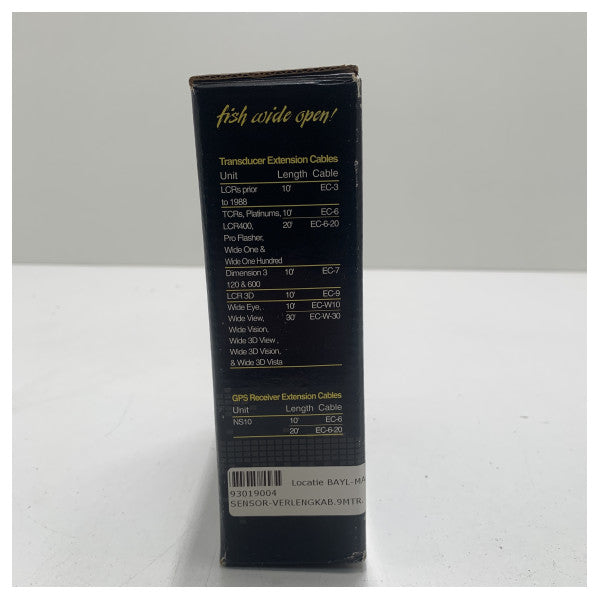 fish wide open!
Transducer Extension Cables
Unit Length Cable
LCRs prior 10' EC-3
to 1988
TCRs, Platinums, 10' EC-6
LCR400, 20' EC-6-20
Pro Flasher,
Wide One &
Wide One Hundred
Dimension 3 10' EC-7
120 & 600
LCR 3D 10' EC-9
Wide Eye, 10' EC-W10
Wide View, 30' EC-W-30
Wide Vision,
Wide 3D View,
Wide 3D Vision,
& Wide 3D Vista
GPS Receiver Extension Cables
Unit Length Cable
NS10 10' EC-6
20' EC-6-20
Locatie BAYL-MA
93019004
SENSOR-VERLENGKAB.9MTR.